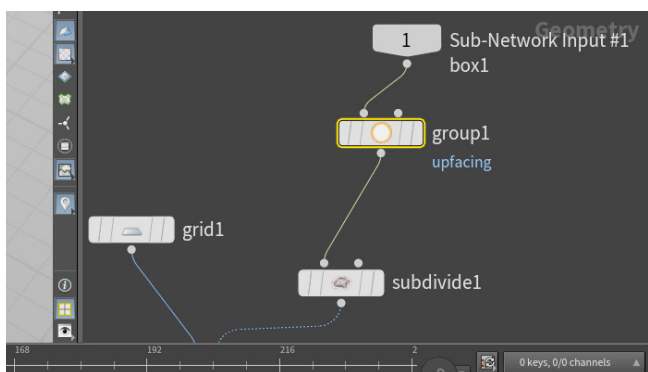 Geometry
1
Sub-Network Input #1
box1
group1
upfacing
grid1
subdivide1
168
192
216
2
0 keys, 0/0 channels